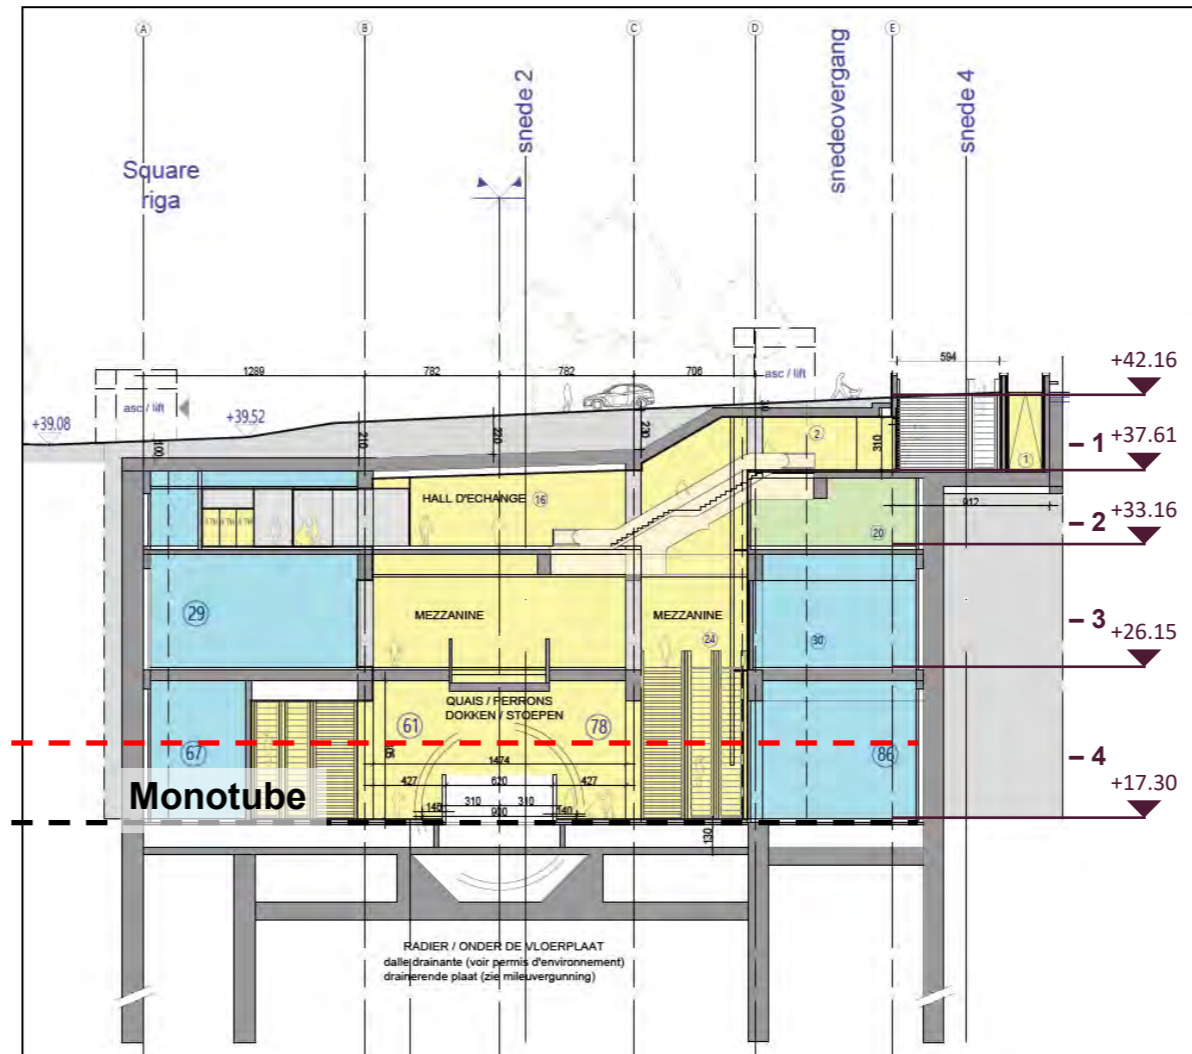 A B C D E
snede 2
snedeovergang
snede 4
Square
riga
594
+42.16
1289 782 782 706
asc / lift
asc / lift
+39.08
+39.52
100
210
220
230
2
310
1
- 1
+37.61
HALL D'ECHANGE 16
912
- 2
+33.16
20
29
MEZZANINE
MEZZANINE
24
30
- 3
+26.15
QUAIS / PERRONS
DOKKEN / STOEPEN
61
78
67
86
1474
427 620 427
- 4
+17.30
Monotube
310 310
140 900 140
130
RADIER / ONDER DE VLOERPLAAT
dalle drainante (voir permis d'environnement)
drainerende plaat (zie mileuvergunning)